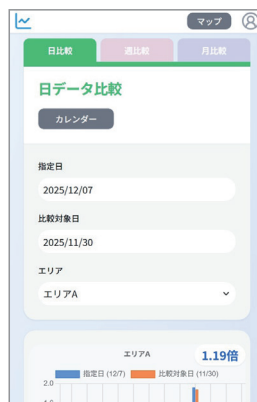 マップ
日比較 週比較 月比較
日データ比較
カレンダー
指定日
2025/12/07
比較対象日
2025/11/30
エリア
エリアA
エリアA 1.19倍
指定日 (12/7) 比較対象日 (11/30)
2.0